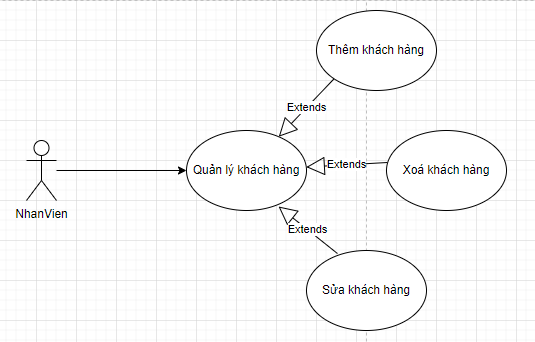 Thêm khách hàng
Extends
Quản lý khách hàng
Extends
Xoá khách hàng
NhanVien
Extends
Sửa khách hàng